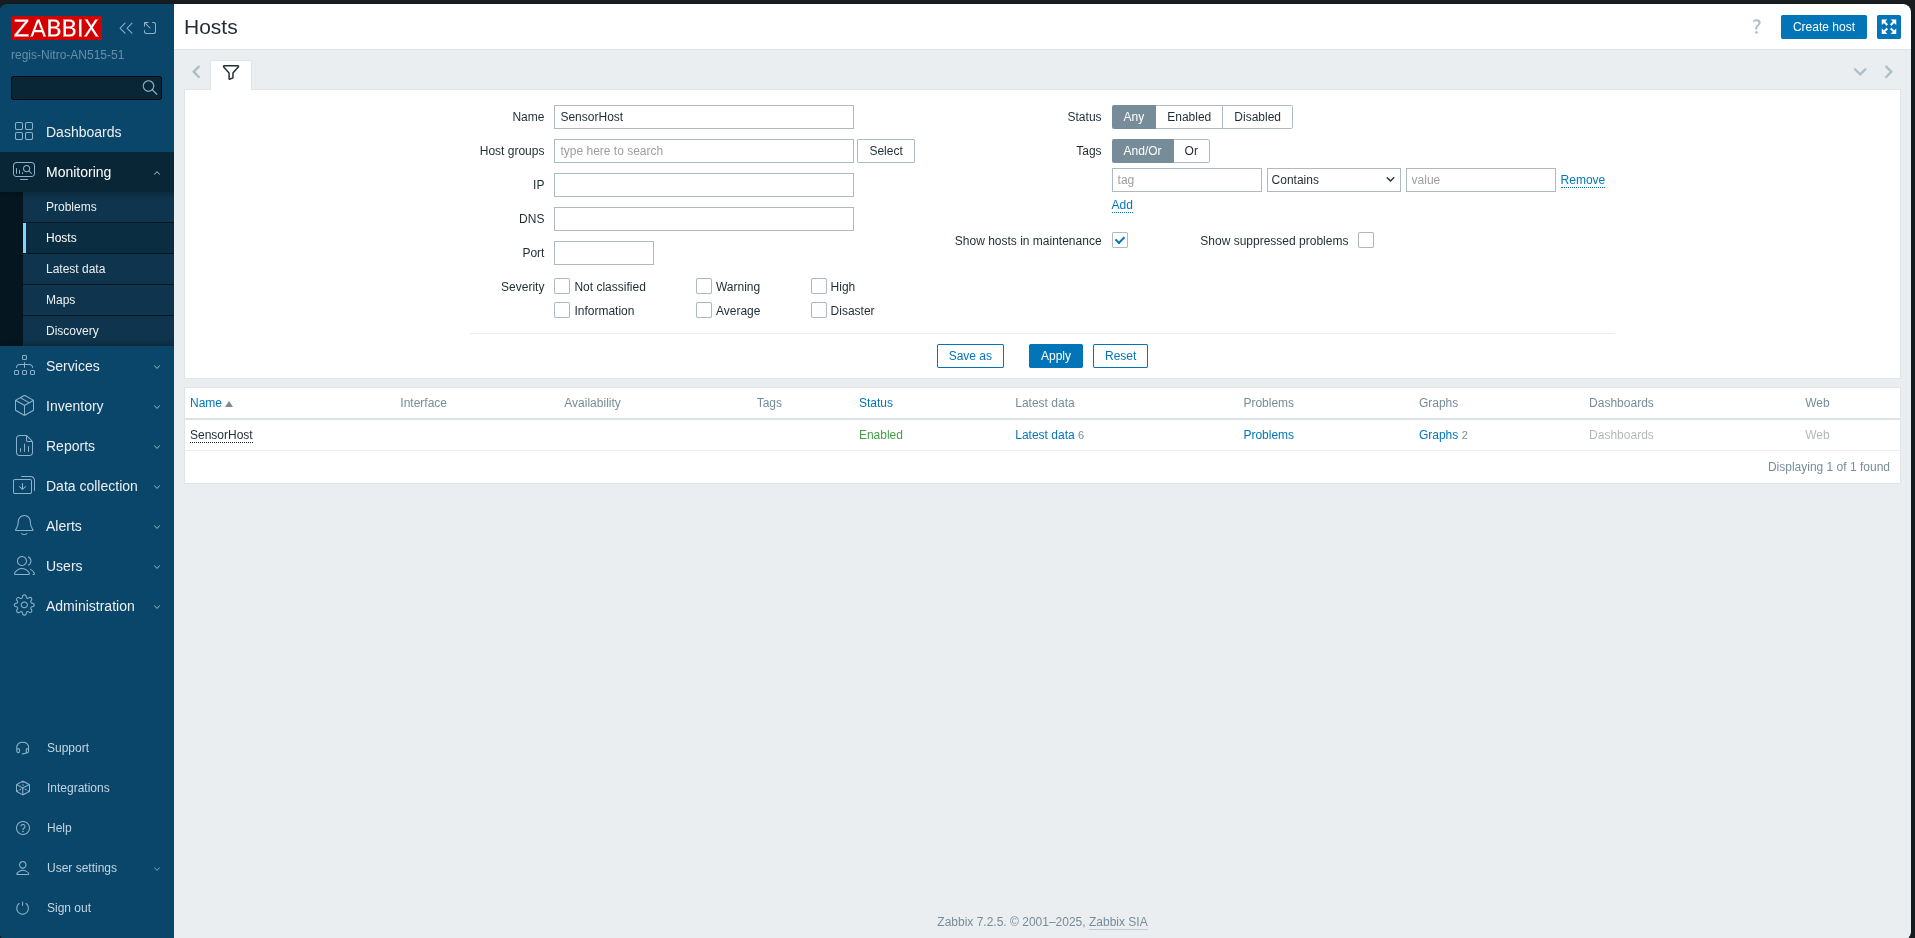 ZABBIX
regis-Nitro-AN515-51
Dashboards
Monitoring
Problems
Hosts
Latest data
Maps
Discovery
Services
Inventory
Reports
Data collection
Alerts
Users
Administration
Support
Integrations
Help
User settings
Sign out
Hosts
? Create host
Name SensorHost
Host groups type here to search Select
IP
DNS
Port
Severity Not classified Warning High
Information Average Disaster
Status Any Enabled Disabled
Tags And/Or Or
tag Contains value Remove
Add
Show hosts in maintenance Show suppressed problems
Save as Apply Reset
Name Interface Availability Tags Status Latest data Problems Graphs Dashboards Web
SensorHost Enabled Latest data 6 Problems Graphs 2 Dashboards Web
Displaying 1 of 1 found
Zabbix 7.2.5. © 2001–2025, Zabbix SIA